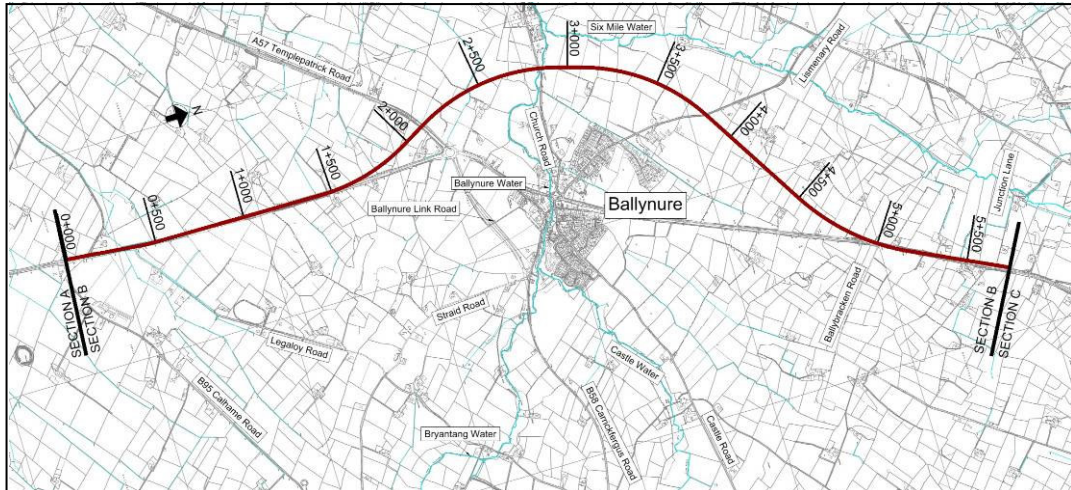 Six Mile Water
A57 Templepatrick Road
Lismenary Road
N
0+000
0+500
1+000
1+500
2+000
2+500
3+000
3+500
4+000
4+500
5+000
5+500
Church Road
Ballynure Water
Ballynure Link Road
Ballynure
Junction Lane
SECTION A
SECTION B
Straid Road
Legaloy Road
B95 Calhame Road
Bryantang Water
B58 Carrickfergus Road
Castle Water
Castle Road
Ballybracken Road
SECTION B
SECTION C